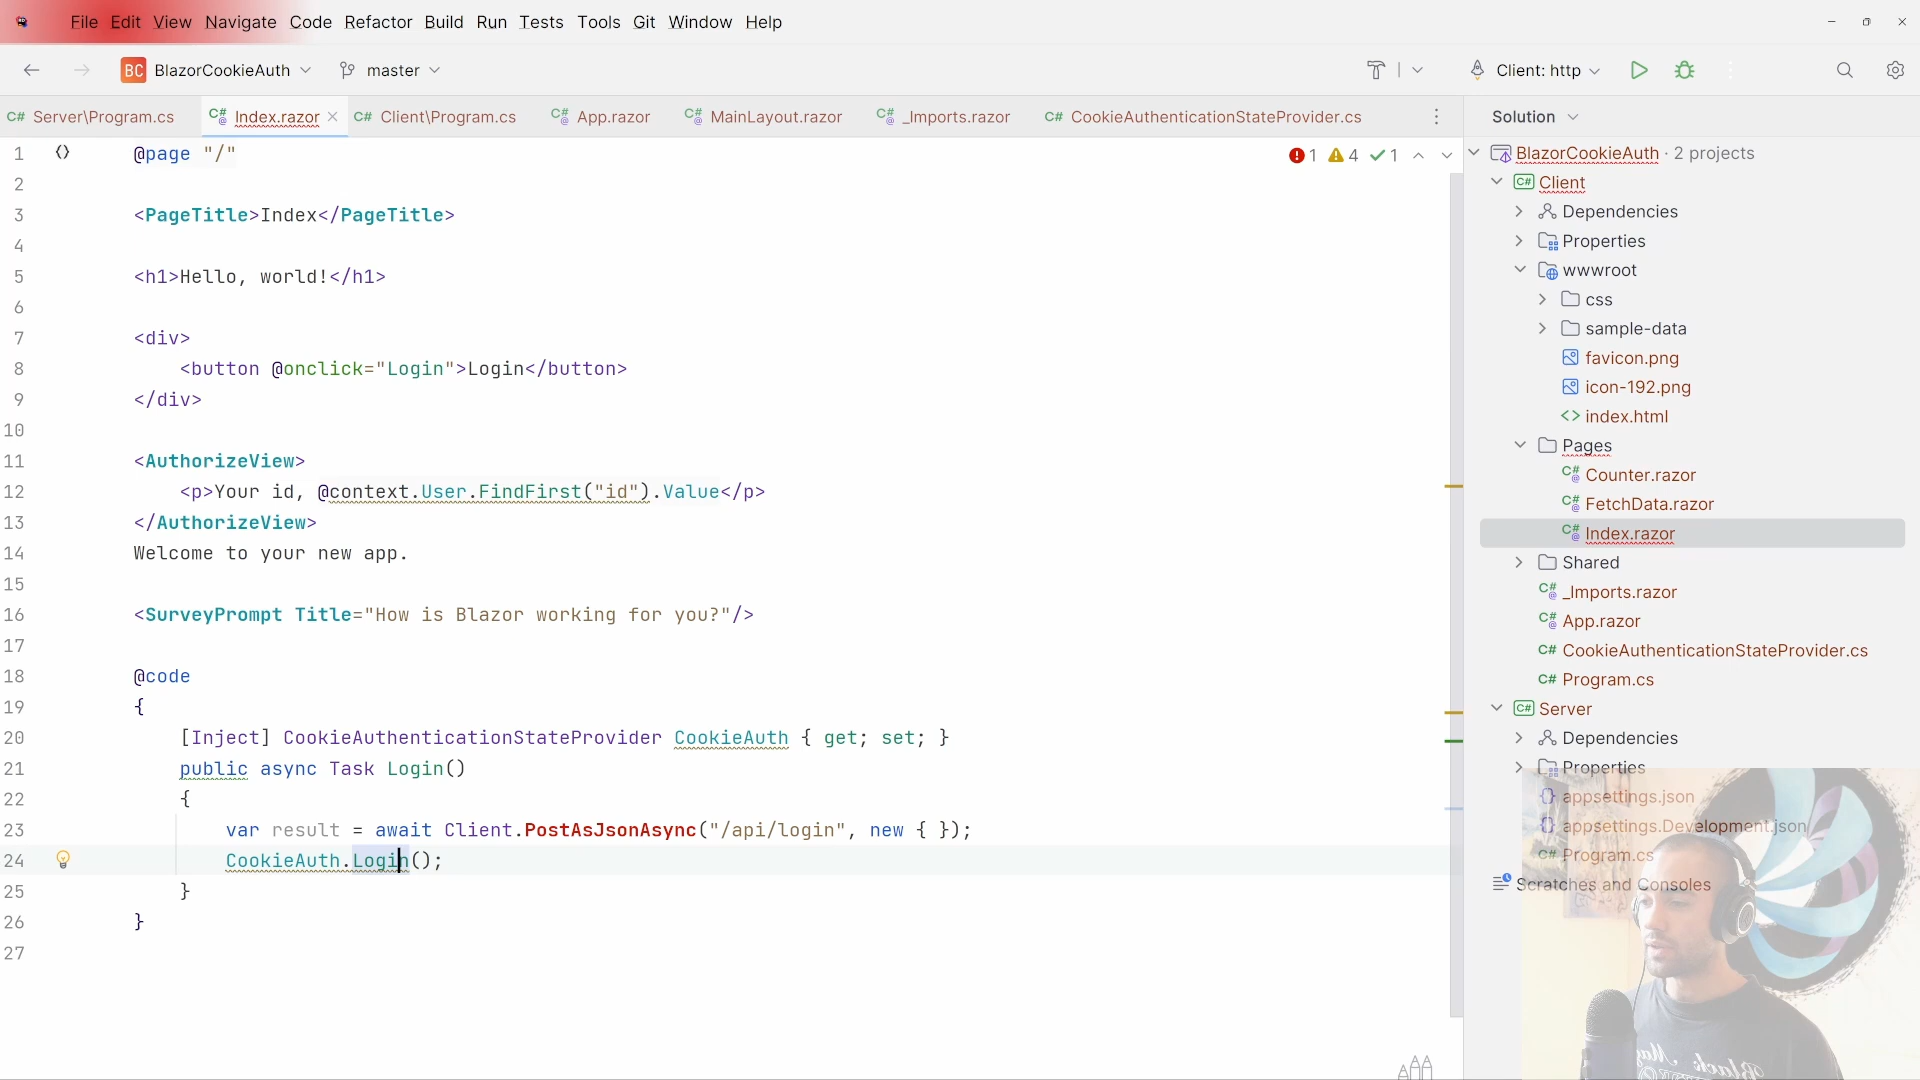 File Edit View Navigate Code Refactor Build Run Tests Tools Git Window Help
BC BlazorCookieAuth master Client: http
C# Server\Program.cs Index.razor C# Client\Program.cs App.razor MainLayout.razor _Imports.razor C# CookieAuthenticationStateProvider.cs
Solution
1 @page "/"
1 4 1
2
3 <PageTitle>Index</PageTitle>
4
5 <h1>Hello, world!</h1>
6
7 <div>
8 <button @onclick="Login">Login</button>
9 </div>
10
11 <AuthorizeView>
12 <p>Your id, @context.User.FindFirst("id").Value</p>
13 </AuthorizeView>
14 Welcome to your new app.
15
16 <SurveyPrompt Title="How is Blazor working for you?"/>
17
18 @code
19 {
20 [Inject] CookieAuthenticationStateProvider CookieAuth { get; set; }
21 public async Task Login()
22 {
23 var result = await Client.PostAsJsonAsync("/api/login", new { });
24 CookieAuth.Login();
25 }
26 }
27
BlazorCookieAuth · 2 projects
C# Client
Dependencies
Properties
wwwroot
css
sample-data
favicon.png
icon-192.png
<> index.html
Pages
C# Counter.razor
C# FetchData.razor
C# Index.razor
Shared
C# _Imports.razor
C# App.razor
C# CookieAuthenticationStateProvider.cs
C# Program.cs
C# Server
Dependencies
Properties
appsettings.json
appsettings.Development.json
C# Program.cs
Scratches and Consoles